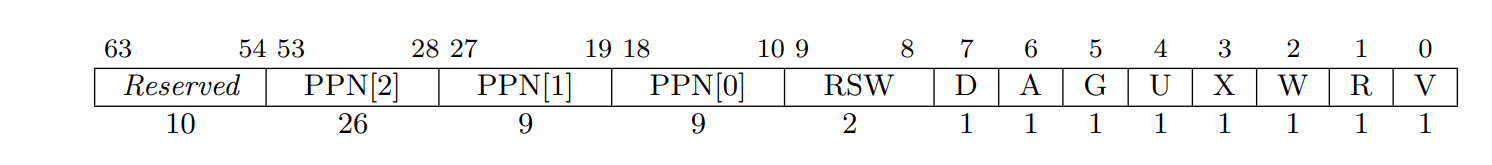 63 54 53 28 27 19 18 10 9 8 7 6 5 4 3 2 1 0
Reserved PPN[2] PPN[1] PPN[0] RSW D A G U X W R V
10 26 9 9 2 1 1 1 1 1 1 1 1